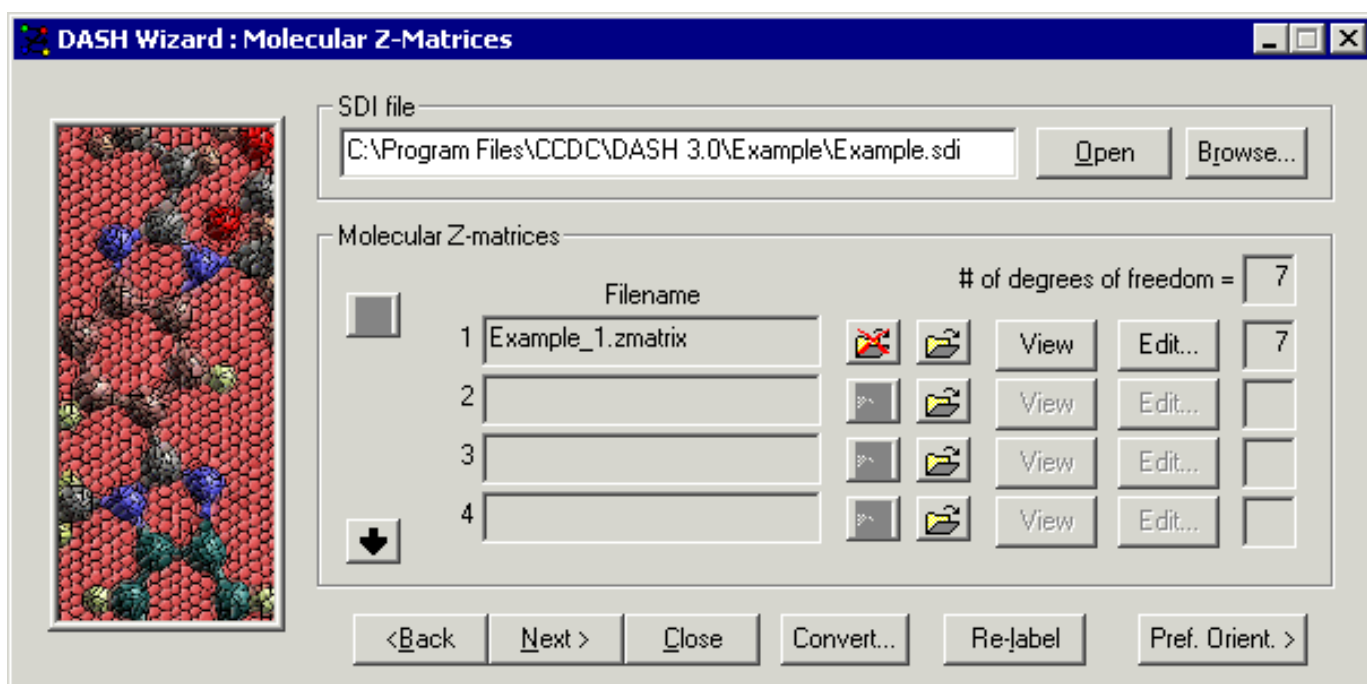 DASH Wizard : Molecular Z-Matrices
SDI file
C:\Program Files\CCDC\DASH 3.0\Example\Example.sdi Open Browse...
Molecular Z-matrices
# of degrees of freedom = 7
Filename
1 Example_1.zmatrix View Edit... 7
2 View Edit...
3 View Edit...
4 View Edit...
<Back Next > Close Convert... Re-label Pref. Orient. >